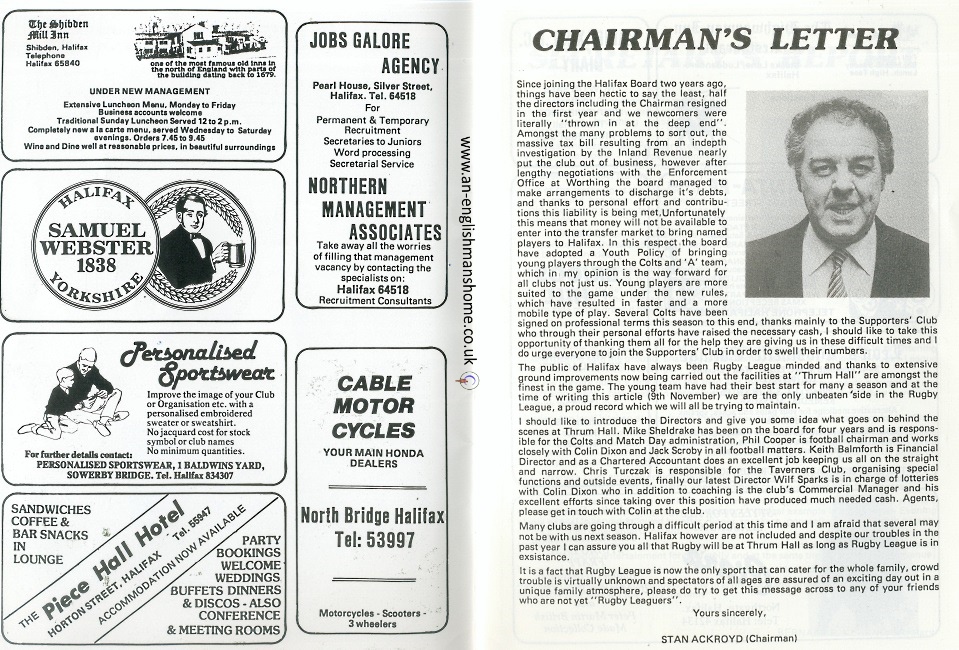 The Shibden
Mill Inn
Shibden, Halifax
Telephone
Halifax 65840
one of the most famous old inns in
the north of England with parts of
the building dating back to 1679.
UNDER NEW MANAGEMENT
Extensive Luncheon Menu, Monday to Friday
Business accounts welcome
Traditional Sunday Luncheon Served 12 to 2 p.m.
Completely new a la carte menu, served Wednesday to Saturday
evenings. Orders 7.45 to 9.45
Wine and Dine well at reasonable prices, in beautiful surroundings
HALIFAX
SAMUEL
WEBSTER
1838
YORKSHIRE
Personalised
Sportswear
Improve the image of your Club
or Organisation etc. with a
personalised embroidered
sweater or sweatshirt.
No jacquard cost for stock
symbol or club names
No minimum quantities.
For further details contact:
PERSONALISED SPORTSWEAR, 1 BALDWINS YARD,
SOWERBY BRIDGE. Tel. Halifax 834307
SANDWICHES
COFFEE &
BAR SNACKS
IN
LOUNGE
THE Piece Hall Hotel
HORTON STREET, HALIFAX Tel. 55947
ACCOMMODATION NOW AVAILABLE
PARTY
BOOKINGS
WELCOME
WEDDINGS
BUFFETS DINNERS
& DISCOS - ALSO
CONFERENCE
& MEETING ROOMS
JOBS GALORE
AGENCY
Pearl House, Silver Street,
Halifax. Tel. 64518
For
Permanent & Temporary
Recruitment
Secretaries to Juniors
Word processing
Secretarial Service
NORTHERN
MANAGEMENT
ASSOCIATES
Take away all the worries
of filling that management
vacancy by contacting the
specialists on:
Halifax 64518
Recruitment Consultants
CABLE
MOTOR
CYCLES
YOUR MAIN HONDA
DEALERS
North Bridge Halifax
Tel: 53997
Motorcycles - Scooters -
3 wheelers
www.an-englishmanshome.co.uk
CHAIRMAN'S LETTER
Since joining the Halifax Board two years ago,
things have been hectic to say the least, half
the directors including the Chairman resigned
in the first year and we newcomers were
literally "thrown in at the deep end".
Amongst the many problems to sort out, the
massive tax bill resulting from an indepth
investigation by the Inland Revenue nearly
put the club out of business, however after
lengthy negotiations with the Enforcement
Office at Worthing the board managed to
make arrangements to discharge it's debts,
and thanks to personal effort and contribu-
tions this liability is being met. Unfortunately
this means that money will not be available to
enter into the transfer market to bring named
players to Halifax. In this respect the board
have adopted a Youth Policy of bringing
young players through the Colts and 'A' team,
which in my opinion is the way forward for
all clubs not just us. Young players are more
suited to the game under the new rules,
which have resulted in faster and a more
mobile type of play. Several Colts have been
signed on professional terms this season to this end, thanks mainly to the Supporters' Club
who through their personal efforts have raised the necessary cash, I should like to take this
opportunity of thanking them all for the help they are giving us in these difficult times and I
do urge everyone to join the Supporters' Club in order to swell their numbers.
The public of Halifax have always been Rugby League minded and thanks to extensive
ground improvements now being carried out the facilities at "Thrum Hall" are amongst the
finest in the game. The young team have had their best start for many a season and at the
time of writing this article (9th November) we are the only unbeaten side in the Rugby
League, a proud record which we will all be trying to maintain.
I should like to introduce the Directors and give you some idea what goes on behind the
scenes at Thrum Hall. Mike Sheldrake has been on the board for four years and is respons-
ible for the Colts and Match Day administration, Phil Cooper is football chairman and works
closely with Colin Dixon and Jack Scroby in all football matters. Keith Balmforth is Financial
Director and as a Chartered Accountant does an excellent job keeping us all on the straight
and narrow. Chris Turczak is responsible for the Taverners Club, organising special
functions and outside events, finally our latest Director Wilf Sparks is in charge of lotteries
with Colin Dixon who in addition to coaching is the club's Commercial Manager and his
excellent efforts since taking over this position have produced much needed cash. Agents,
please get in touch with Colin at the club.
Many clubs are going through a difficult period at this time and I am afraid that several may
not be with us next season. Halifax however are not included and despite our troubles in the
past year I can assure you all that Rugby will be at Thrum Hall as long as Rugby League is in
exsistance.
It is a fact that Rugby League is now the only sport that can cater for the whole family, crowd
trouble is virtually unknown and spectators of all ages are assured of an exciting day out in a
unique family atmosphere, please do try to get this message across to any of your friends
who are not yet "Rugby Leaguers".
Yours sincerely,
STAN ACKROYD (Chairman)